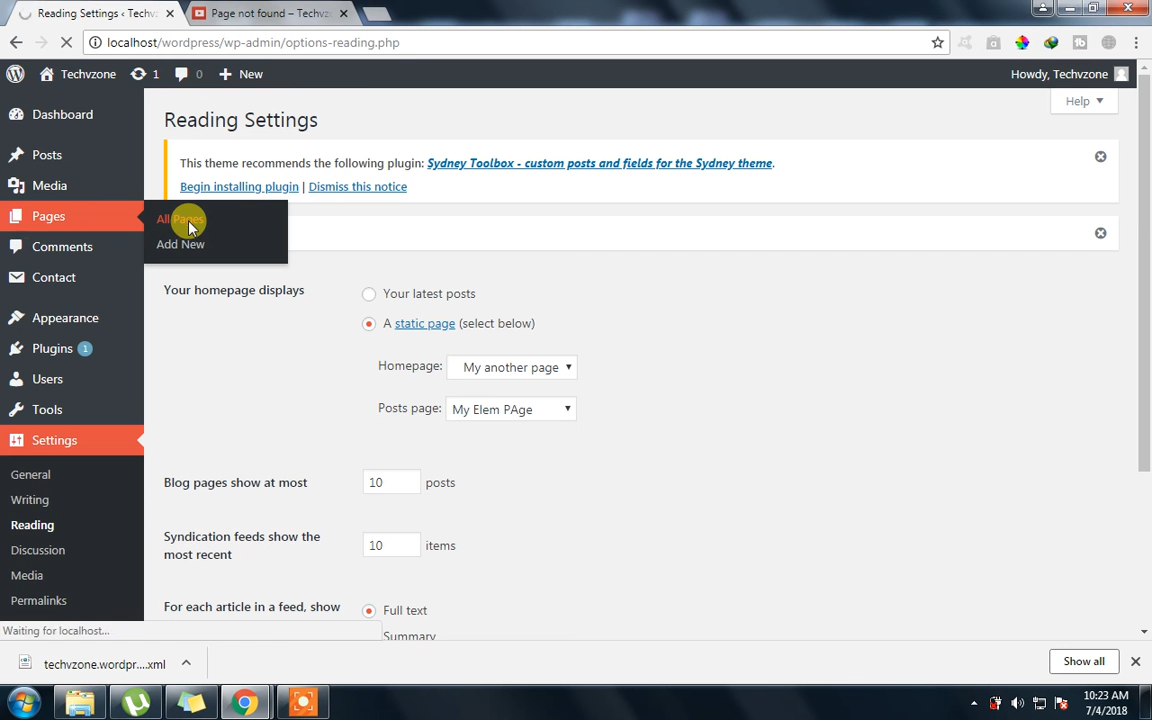 Reading Settings ‹ Techv
Page not found – Techvz
localhost/wordpress/wp-admin/options-reading.php
Techvzone 1 0 + New
Howdy, Techvzone
Dashboard
Posts
Media
Pages
Comments
Contact
Appearance
Plugins 1
Users
Tools
Settings
General
Writing
Reading
Discussion
Media
Permalinks
All Pages
Add New
Help
Reading Settings
This theme recommends the following plugin: Sydney Toolbox - custom posts and fields for the Sydney theme.
Begin installing plugin | Dismiss this notice
Your homepage displays
Your latest posts
A static page (select below)
Homepage: My another page
Posts page: My Elem PAge
Blog pages show at most 10 posts
Syndication feeds show the
most recent
10 items
For each article in a feed, show
Full text
Summary
Waiting for localhost...
techvzone.wordpr....xml
Show all
10:23 AM
7/4/2018